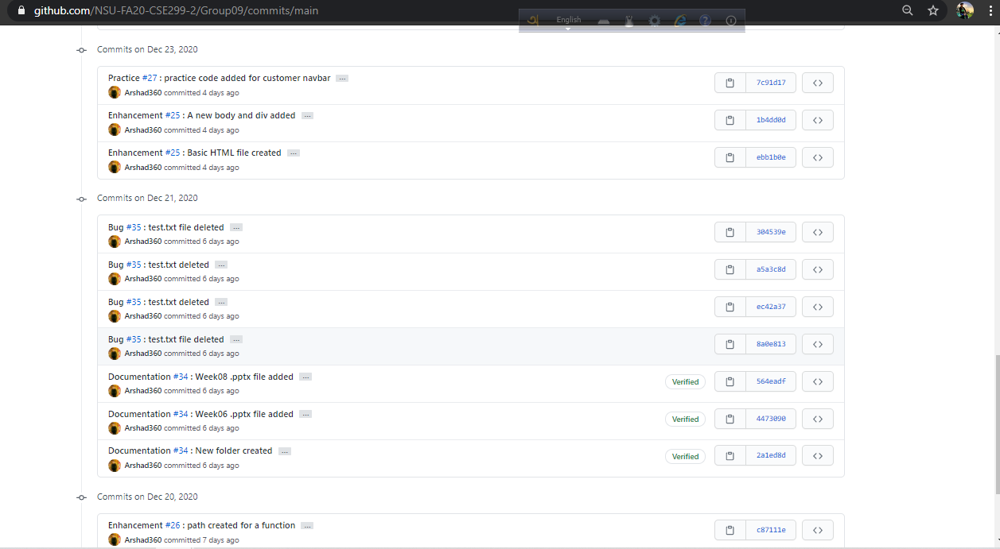 github.com/NSU-FA20-CSE299-2/Group09/commits/main
English
Commits on Dec 23, 2020
Practice #27 : practice code added for customer navbar ...
Arshad360 committed 4 days ago
7c91d17
Enhancement #25 : A new body and div added ...
Arshad360 committed 4 days ago
1b4dd0d
Enhancement #25 : Basic HTML file created ...
Arshad360 committed 4 days ago
ebb1b0e
Commits on Dec 21, 2020
Bug #35 : test.txt file deleted ...
Arshad360 committed 6 days ago
304539e
Bug #35 : test.txt deleted ...
Arshad360 committed 6 days ago
a5a3c8d
Bug #35 : test.txt deleted ...
Arshad360 committed 6 days ago
ec42a37
Bug #35 : test.txt file deleted ...
Arshad360 committed 6 days ago
8a0e813
Documentation #34 : Week08 .pptx file added ...
Arshad360 committed 6 days ago
Verified 564eadf
Documentation #34 : Week06 .pptx file added ...
Arshad360 committed 6 days ago
Verified 4473090
Documentation #34 : New folder created ...
Arshad360 committed 6 days ago
Verified 2a1ed8d
Commits on Dec 20, 2020
Enhancement #26 : path created for a function ...
Arshad360 committed 7 days ago
c87111e